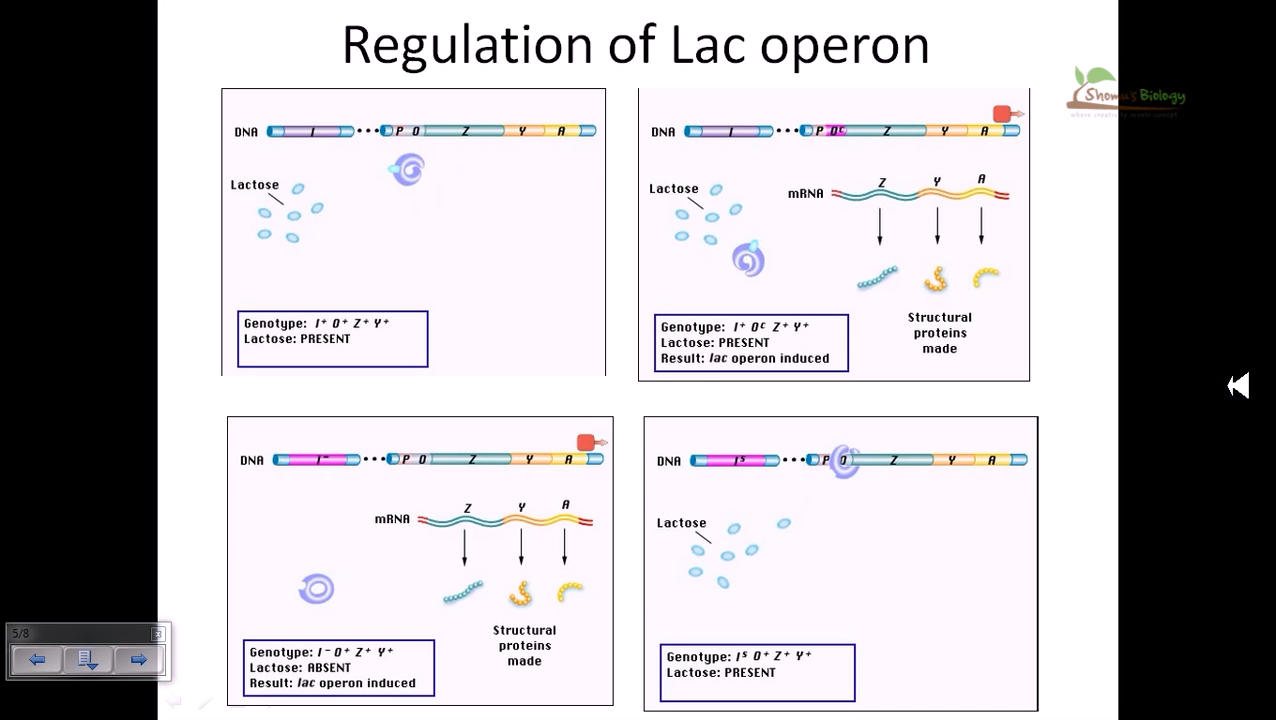 Regulation of Lac operon
Shomu's Biology
DNA I P O Z Y A
Lactose
Genotype: I+ O+ Z+ Y+
Lactose: PRESENT
DNA I P Oc Z Y A
Lactose
mRNA Z Y A
Structural
proteins
made
Genotype: I+ Oc Z+ Y+
Lactose: PRESENT
Result: lac operon induced
DNA I- P O Z Y A
mRNA Z Y A
Structural
proteins
made
Genotype: I- O+ Z+ Y+
Lactose: ABSENT
Result: lac operon induced
DNA Is P O Z Y A
Lactose
Genotype: Is O+ Z+ Y+
Lactose: PRESENT
5/8